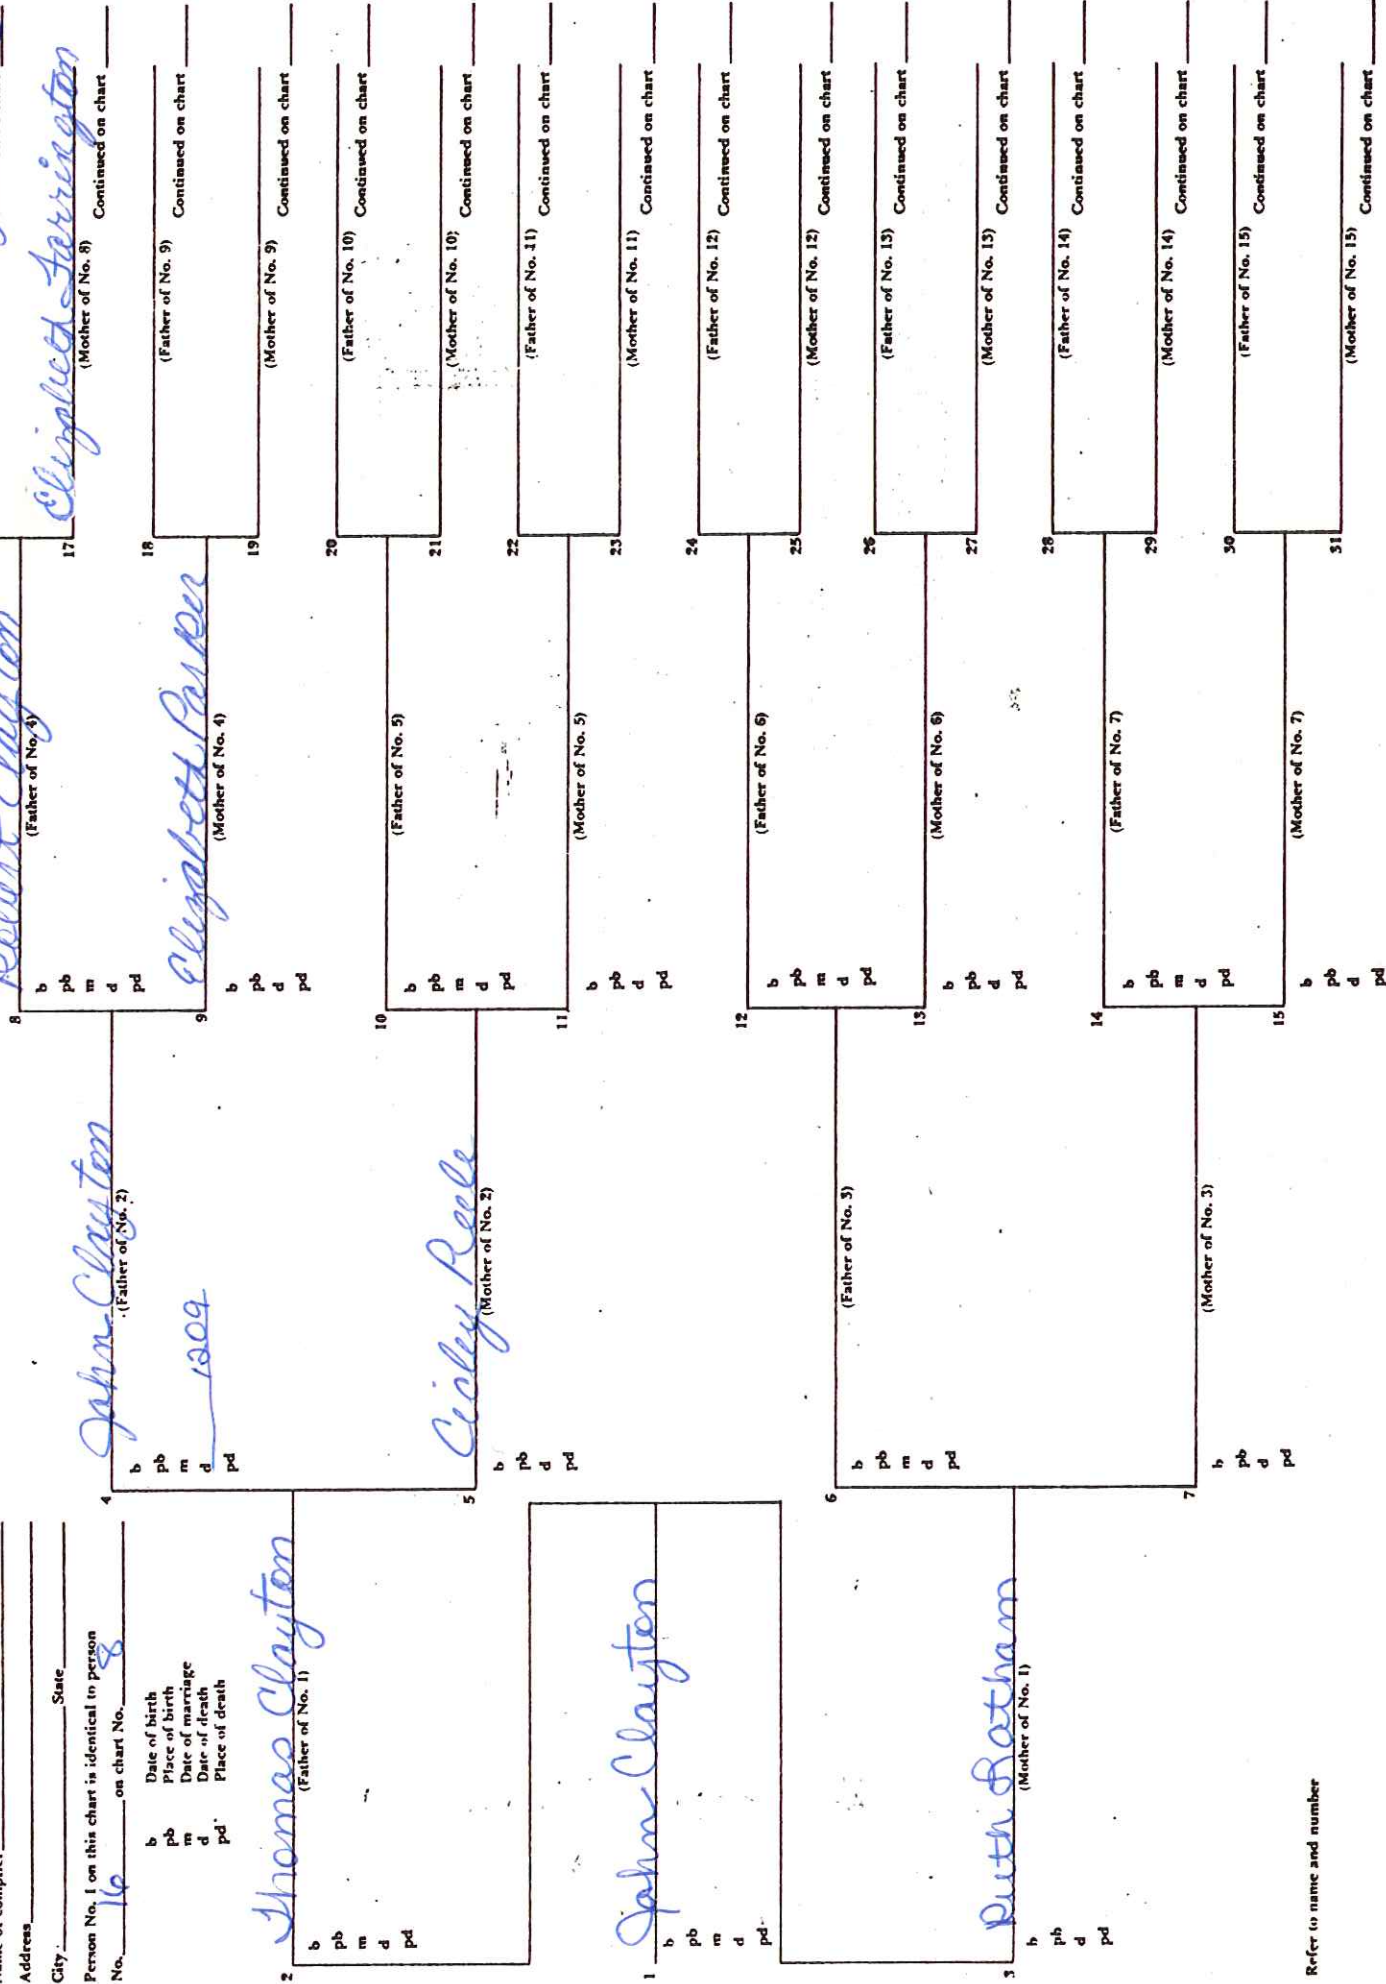 Address
City State
Person No. 1 on this chart is identical to person
No. 16 on chart No. 8
b Date of birth
pb Place of birth
m Date of marriage
d Date of death
pd Place of death
2 Thomas Clayton
(Father of No. 1)
b
pb
m
d
pd
1 John Clayton
b
pb
m
d
pd
3 Ruth
(Mother of No. 1)
b
pb
d
pd
Refer to name and number
4 John Clayton
(Father of No. 2)
b
pb
m
d 1209
pd
5 Cicley
(Mother of No. 2)
b
pb
d
pd
6
(Father of No. 3)
b
pb
m
d
pd
7
(Mother of No. 3)
b
pb
d
pd
8 Clayton
(Father of No. 4)
b
pb
m
d
pd
9 Elizabeth Parker
(Mother of No. 4)
b
pb
d
pd
10
(Father of No. 5)
b
pb
m
d
pd
11
(Mother of No. 5)
b
pb
d
pd
12
(Father of No. 6)
b
pb
m
d
pd
13
(Mother of No. 6)
b
pb
d
pd
14
(Father of No. 7)
b
pb
m
d
pd
15
(Mother of No. 7)
b
pb
d
pd
17 Farrington
(Mother of No. 8) Continued on chart
18
(Father of No. 9) Continued on chart
19
(Mother of No. 9) Continued on chart
20
(Father of No. 10) Continued on chart
21
(Mother of No. 10) Continued on chart
22
(Father of No. 11) Continued on chart
23
(Mother of No. 11) Continued on chart
24
(Father of No. 12) Continued on chart
25
(Mother of No. 12) Continued on chart
26
(Father of No. 13) Continued on chart
27
(Mother of No. 13) Continued on chart
28
(Father of No. 14) Continued on chart
29
(Mother of No. 14) Continued on chart
30
(Father of No. 15) Continued on chart
31
(Mother of No. 15) Continued on chart